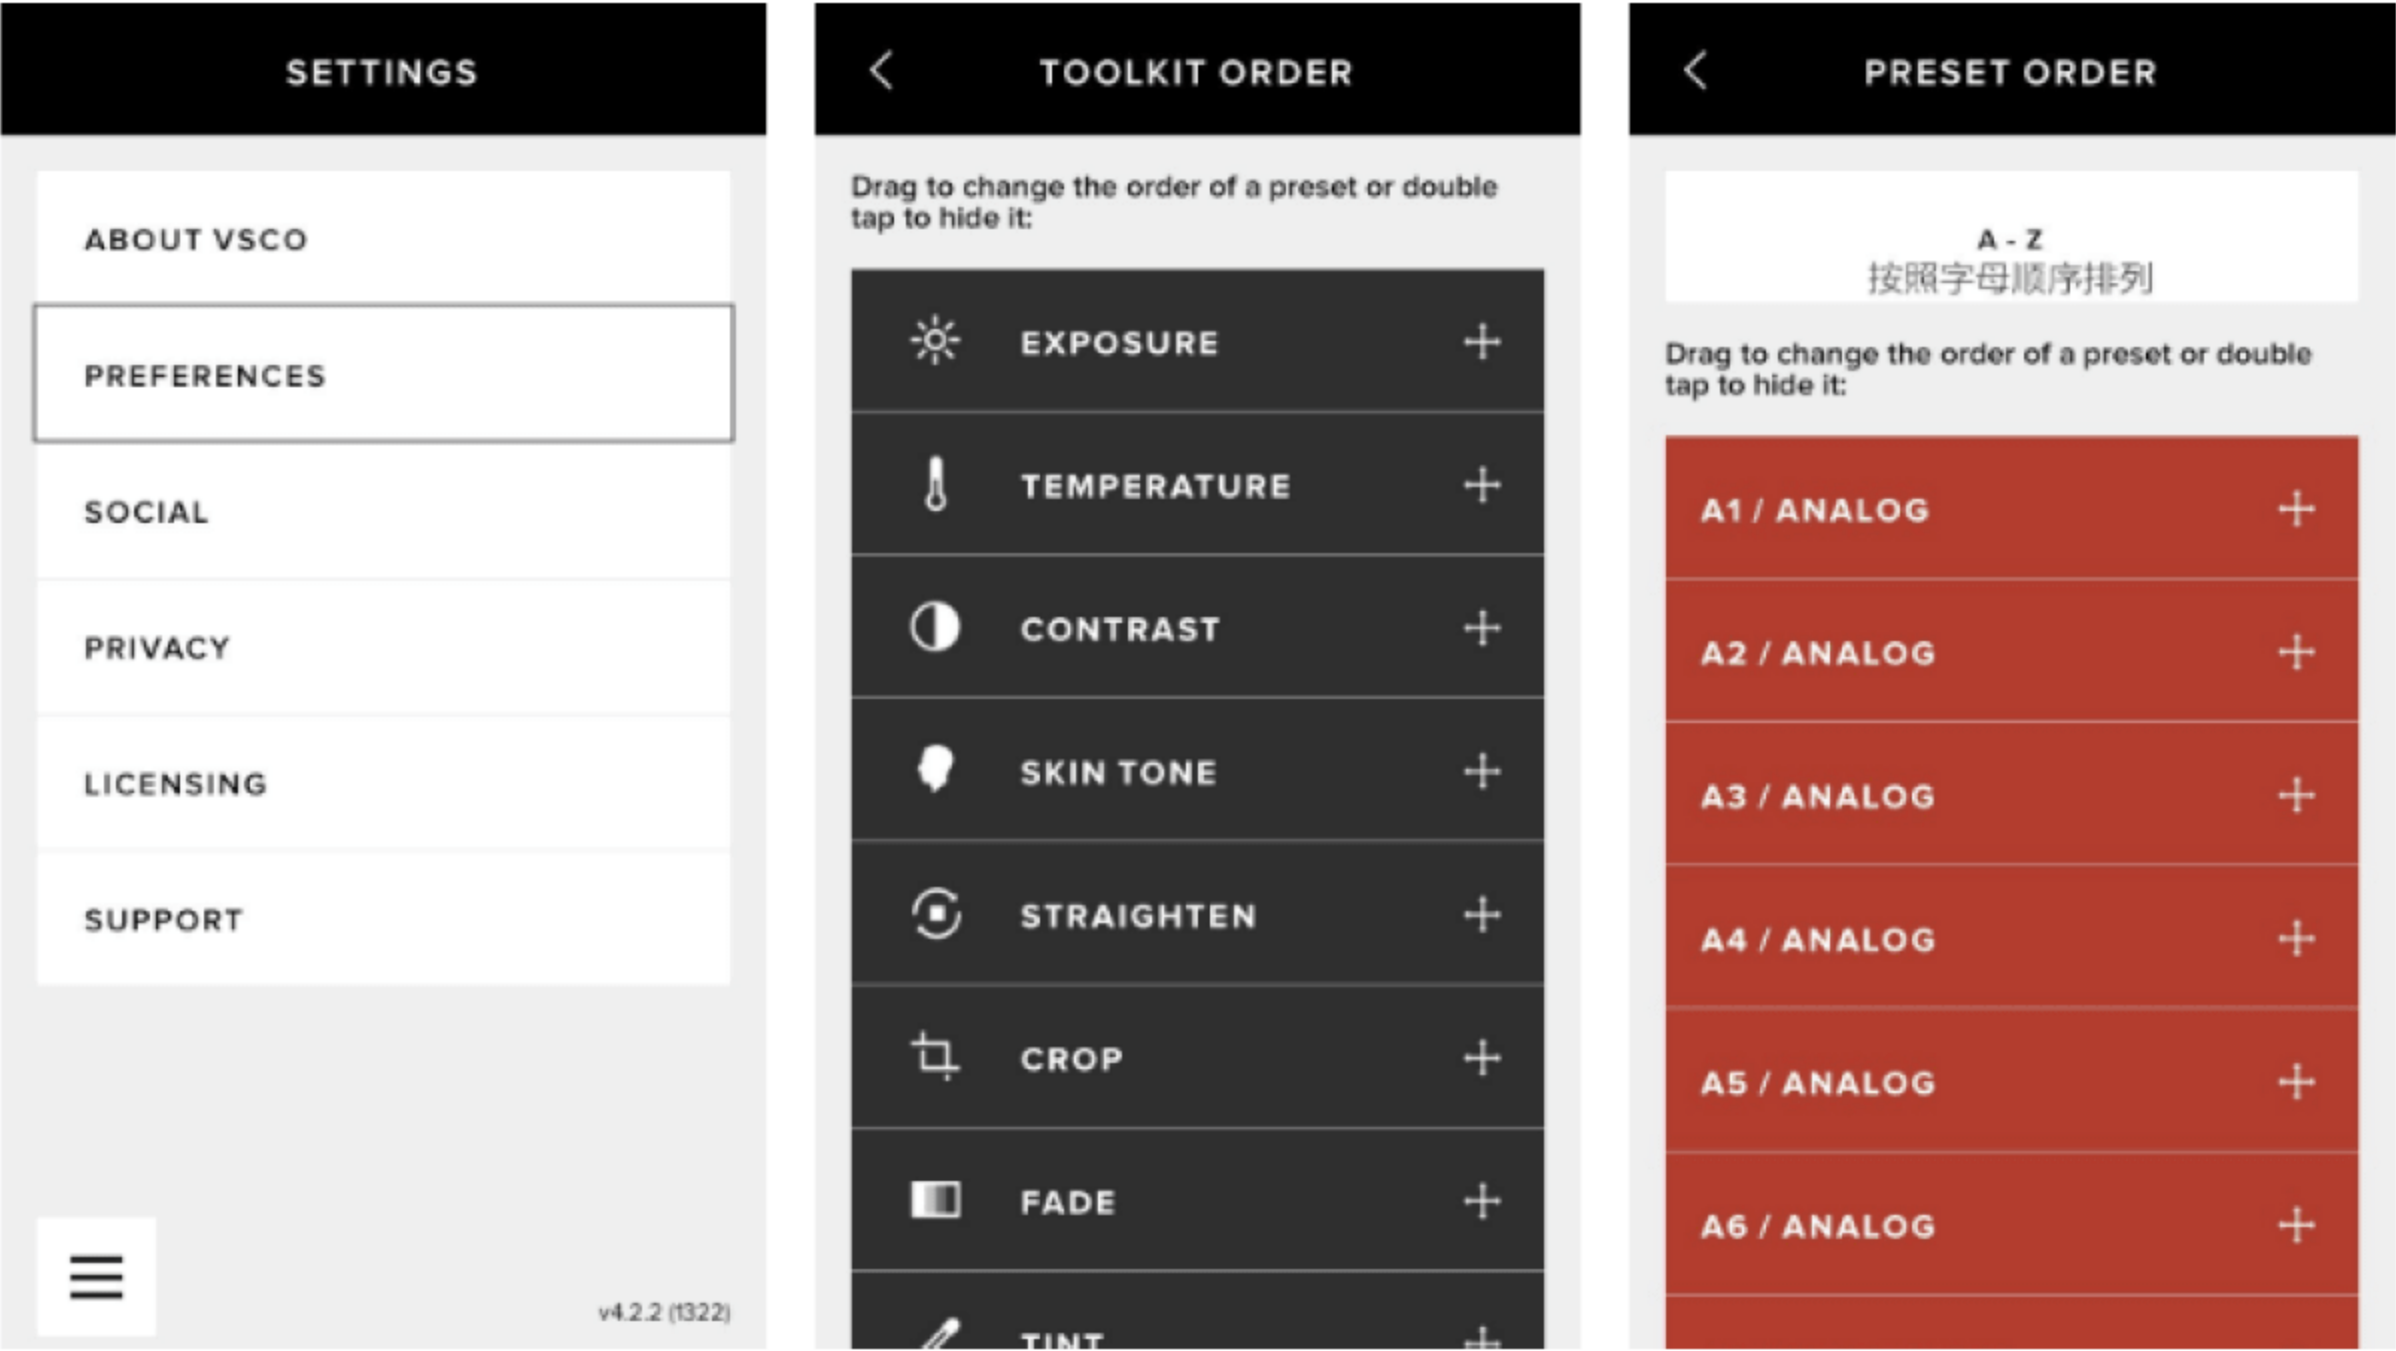 SETTINGS
ABOUT VSCO
PREFERENCES
SOCIAL
PRIVACY
LICENSING
SUPPORT
v4.2.2 (1322)
TOOLKIT ORDER
Drag to change the order of a preset or double
tap to hide it:
EXPOSURE
TEMPERATURE
CONTRAST
SKIN TONE
STRAIGHTEN
CROP
FADE
TINT
PRESET ORDER
A - Z
按照字母顺序排列
Drag to change the order of a preset or double
tap to hide it:
A1 / ANALOG
A2 / ANALOG
A3 / ANALOG
A4 / ANALOG
A5 / ANALOG
A6 / ANALOG